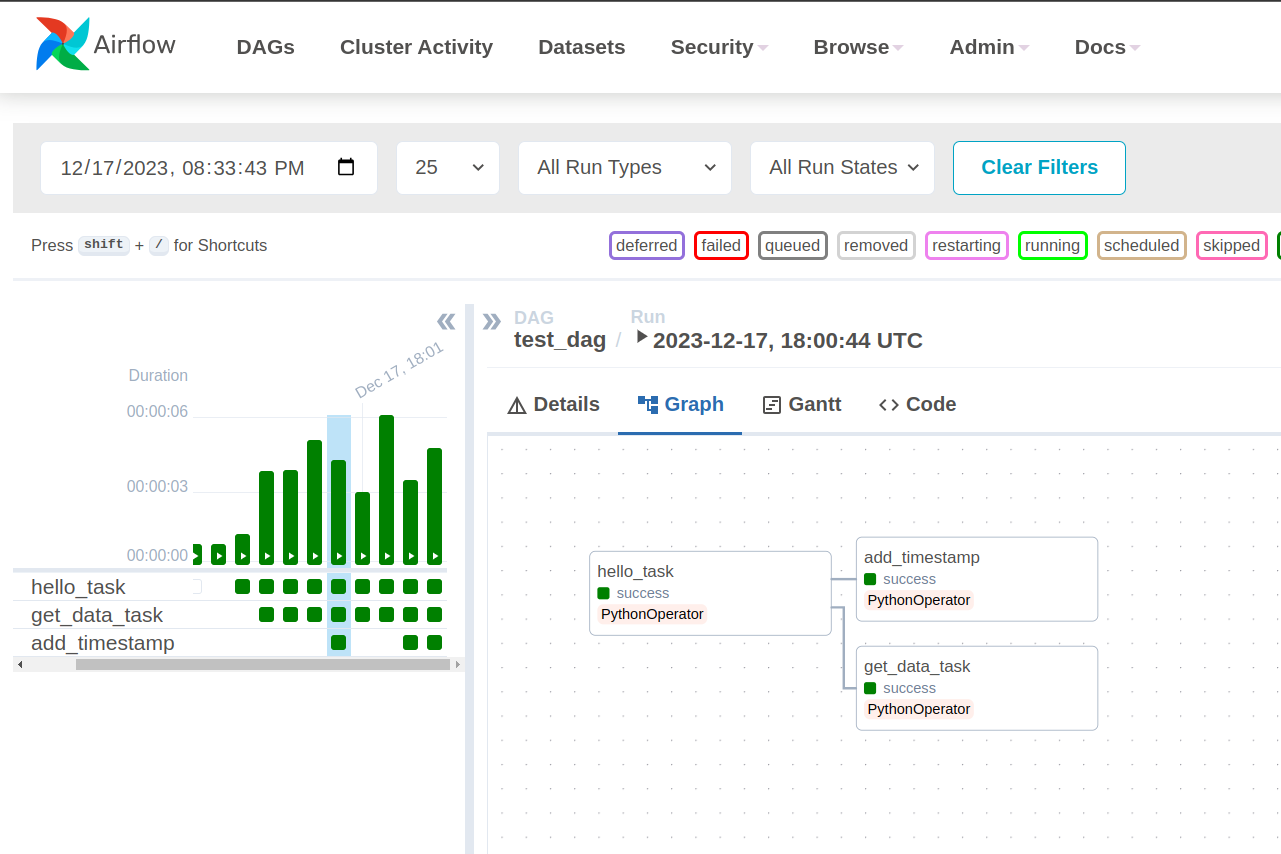 Airflow
DAGs Cluster Activity Datasets Security Browse Admin Docs
12/17/2023, 08:33:43 PM 25 All Run Types All Run States Clear Filters
Press shift + / for Shortcuts
deferred failed queued removed restarting running scheduled skipped
DAG
test_dag /
Run
2023-12-17, 18:00:44 UTC
Dec 17, 18:01
Duration
00:00:06
00:00:03
00:00:00
hello_task
get_data_task
add_timestamp
Details Graph Gantt Code
hello_task
success
PythonOperator
add_timestamp
success
PythonOperator
get_data_task
success
PythonOperator